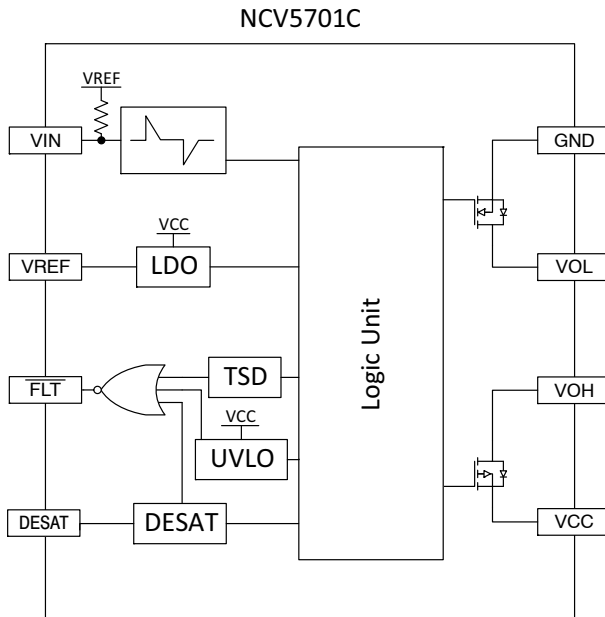 NCV5701C
VREF
VIN
GND
VCC
VREF
LDO
VOL
Logic Unit
FLT
TSD
VOH
VCC
UVLO
DESAT
DESAT
VCC